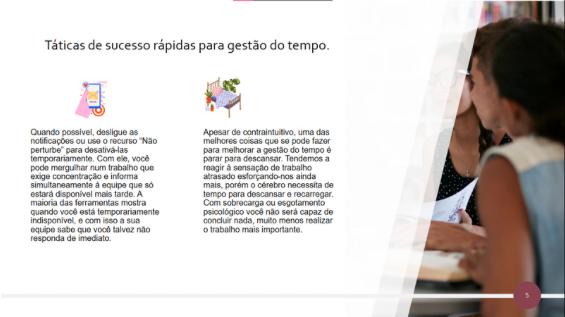 Táticas de sucesso rápidas para gestão do tempo.
Quando possível, desligue as
notificações ou use o recurso "Não
perturbe" para desativá-las
temporariamente. Com ele, você
pode mergulhar num trabalho que
exige concentração e informa
simultaneamente à equipe que só
estará disponível mais tarde. A
maioria das ferramentas mostra
quando você está temporariamente
indisponível, e com isso a sua
equipe sabe que você talvez não
responda de imediato.
Apesar de contraintuitivo, uma das
melhores coisas que se pode fazer
para melhorar a gestão do tempo é
parar para descansar. Tendemos a
reagir à sensação de trabalho
atrasado esforçando-nos ainda
mais, porém o cérebro necessita de
tempo para descansar e recarregar.
Com sobrecarga ou esgotamento
psicológico você não será capaz de
concluir nada, muito menos realizar
o trabalho mais importante.
5